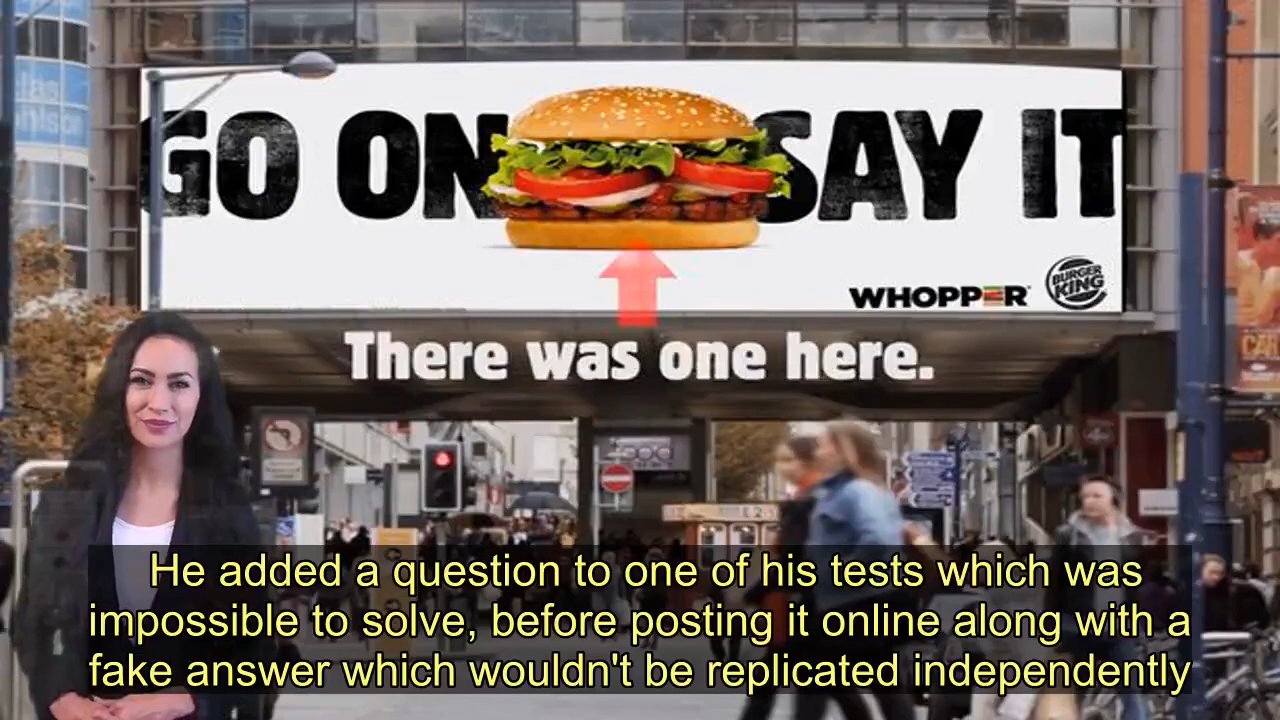 GO ON SAY IT
WHOPPER
BURGER
KING
There was one here.
He added a question to one of his tests which was
impossible to solve, before posting it online along with a
fake answer which wouldn't be replicated independently